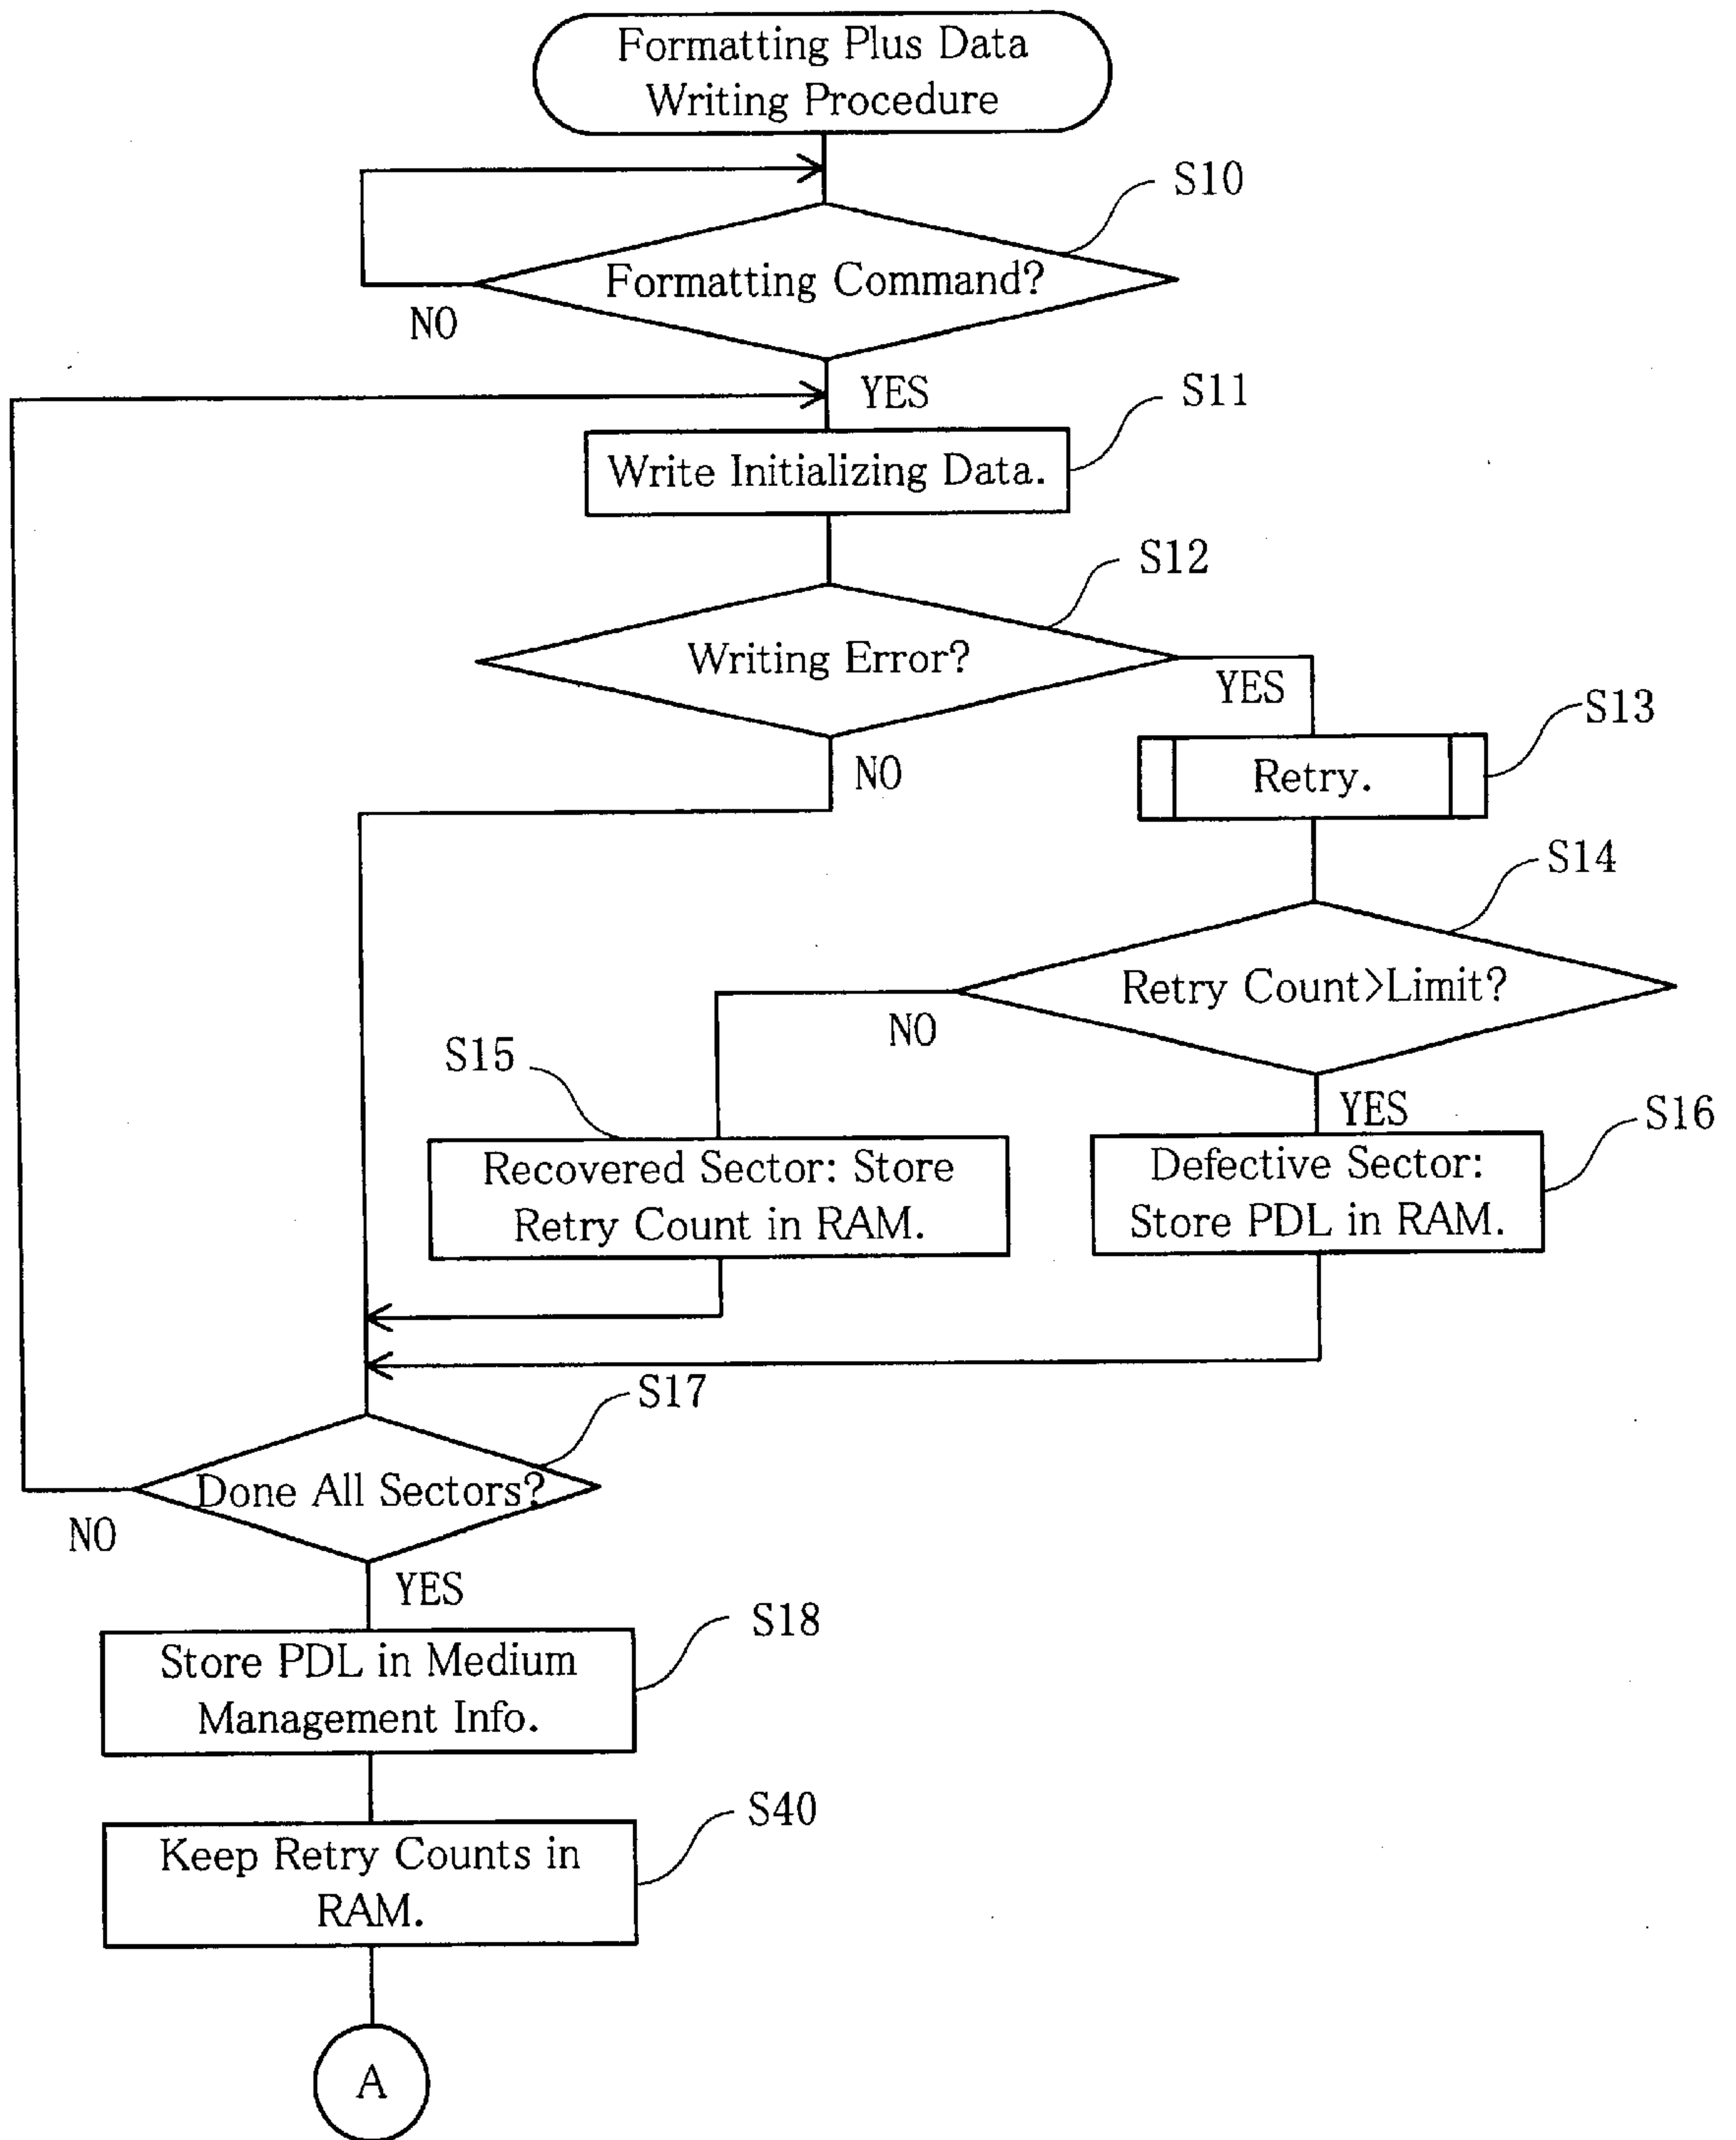 Formatting Plus Data
Writing Procedure
S10
Formatting Command?
NO
YES
S11
Write Initializing Data.
S12
Writing Error?
YES
S13
NO
Retry.
S14
Retry Count>Limit?
NO
S15
YES
S16
Recovered Sector: Store
Retry Count in RAM.
Defective Sector:
Store PDL in RAM.
S17
Done All Sectors?
NO
YES
S18
Store PDL in Medium
Management Info.
S40
Keep Retry Counts in
RAM.
A